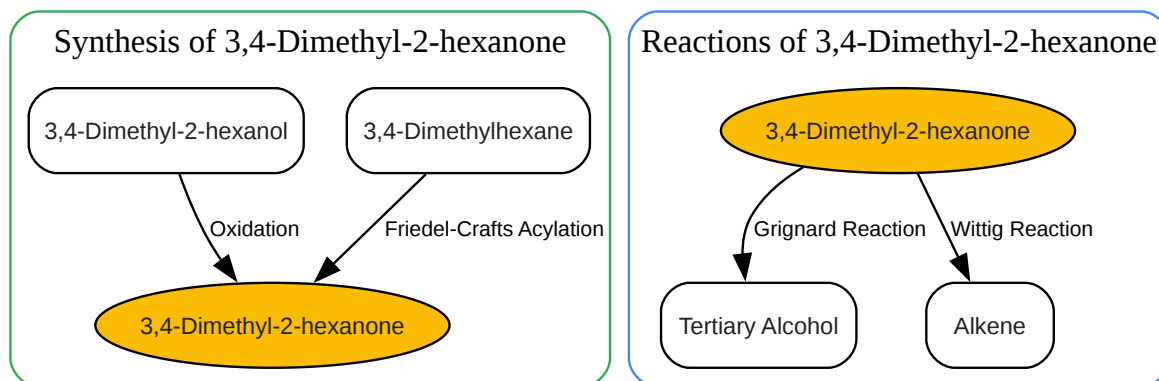 Synthesis of 3,4-Dimethyl-2-hexanone
3,4-Dimethyl-2-hexanol
3,4-Dimethylhexane
Oxidation
Friedel-Crafts Acylation
3,4-Dimethyl-2-hexanone
Reactions of 3,4-Dimethyl-2-hexanone
3,4-Dimethyl-2-hexanone
Grignard Reaction
Wittig Reaction
Tertiary Alcohol
Alkene